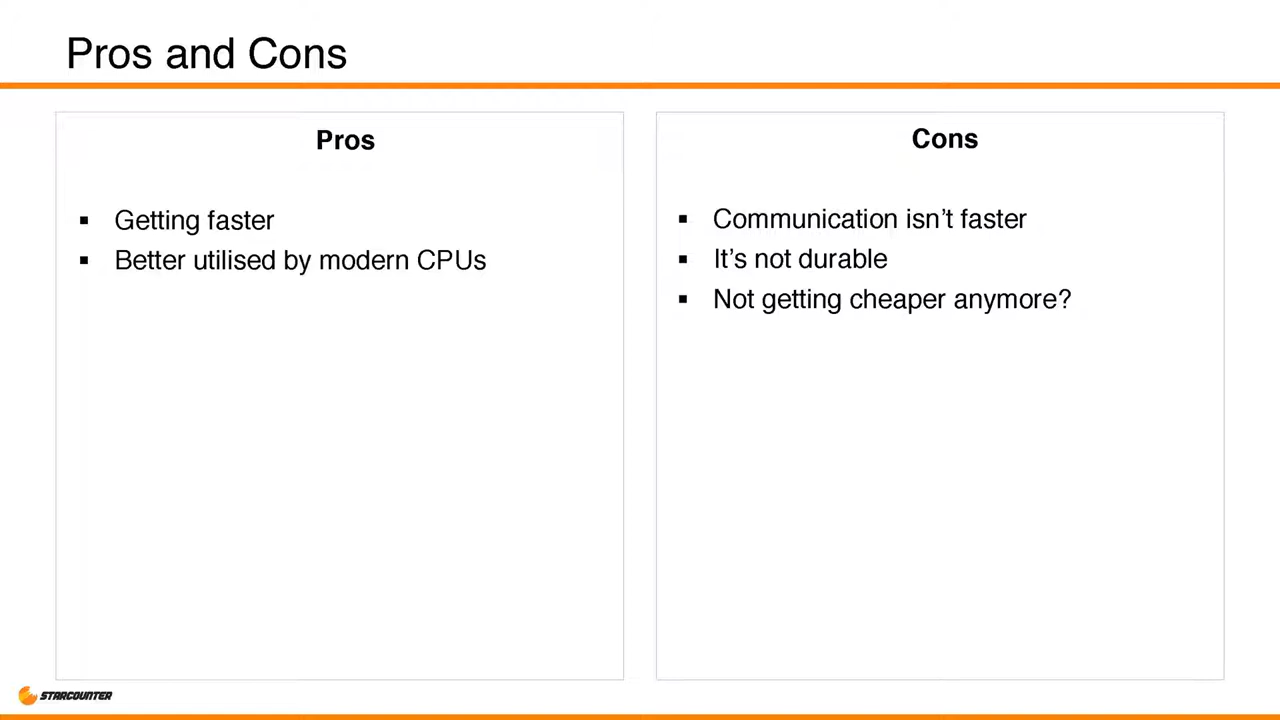 Pros and Cons
Pros
▪ Getting faster
▪ Better utilised by modern CPUs
Cons
▪ Communication isn’t faster
▪ It’s not durable
▪ Not getting cheaper anymore?
STARCOUNTER